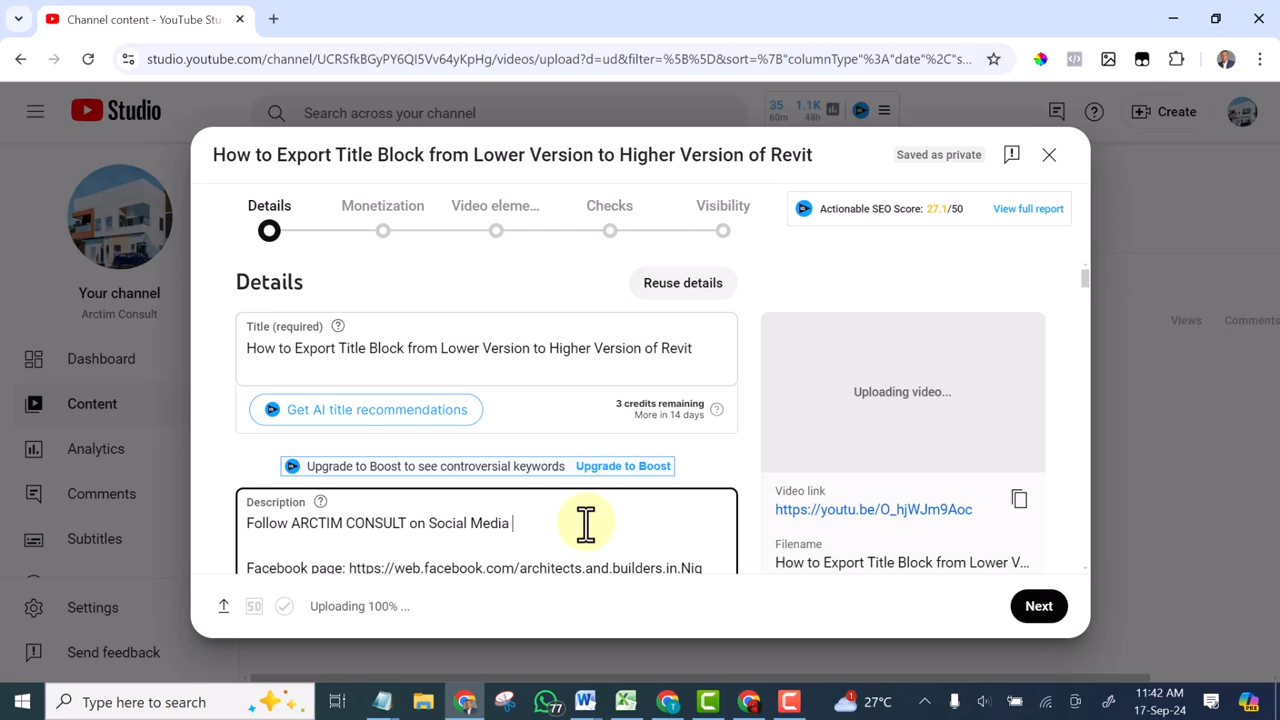 Channel content - YouTube Stu
studio.youtube.com/channel/UCRSfkBGyPY6QI5Vv64yKpHg/videos/upload?d=ud&filter=%5B%5D&sort=%7B"columnType"%3A"date"%2C"s...
Studio
Search across your channel
35 1.1K
60m 48h
Create
How to Export Title Block from Lower Version to Higher Version of Revit
Saved as private
Details
Monetization
Video eleme...
Checks
Visibility
Actionable SEO Score: 27.1/50
View full report
Your channel
Arctim Consult
Dashboard
Content
Analytics
Comments
Subtitles
Settings
Send feedback
Details
Reuse details
Title (required)
How to Export Title Block from Lower Version to Higher Version of Revit
Get AI title recommendations
3 credits remaining
More in 14 days
Upgrade to Boost to see controversial keywords
Upgrade to Boost
Description
Follow ARCTIM CONSULT on Social Media
Facebook page: https://web.facebook.com/architects.and.builders.in.Nig
Uploading video...
Video link
https://youtu.be/O_hjWJm9Aoc
Filename
How to Export Title Block from Lower V...
Views
Comments
SD
Uploading 100% ...
Next
Type here to search
77
1
27°C
11:42 AM
17-Sep-24
PRE